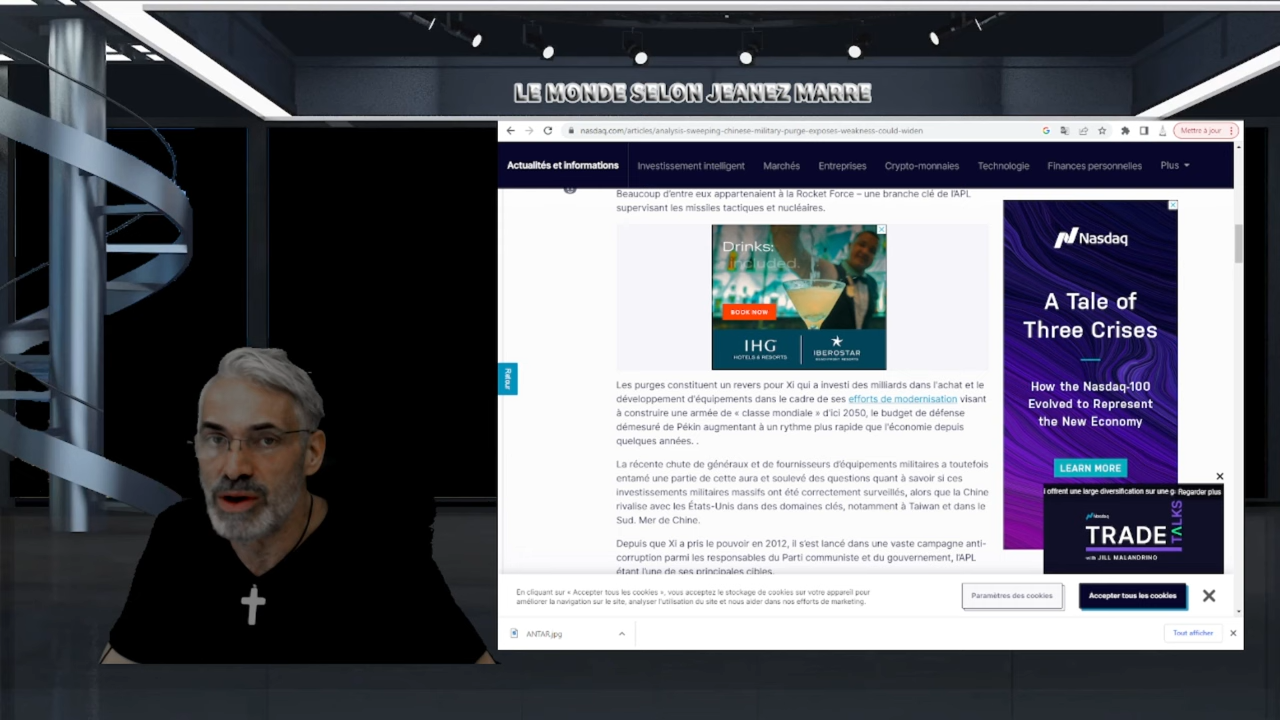 LE MONDE SELON JEANEZ MARRE
nasdaq.com/articles/analysis-sweeping-chinese-military-purge-exposes-weakness-could-widen
Mettre à jour
Actualités et informations
Investissement intelligent
Marchés
Entreprises
Crypto-monnaies
Technologie
Finances personnelles
Plus
Beaucoup d'entre eux appartenaient à la Rocket Force – une branche clé de l'APL
supervisant les missiles tactiques et nucléaires.
Drinks:
included.
BOOK NOW
IHG
HOTELS & RESORTS
IBEROSTAR
BEACHFRONT RESORTS
Retour
Les purges constituent un revers pour Xi qui a investi des milliards dans l'achat et le
développement d'équipements dans le cadre de ses efforts de modernisation visant
à construire une armée de « classe mondiale » d'ici 2050, le budget de défense
démesuré de Pékin augmentant à un rythme plus rapide que l'économie depuis
quelques années. .
La récente chute de généraux et de fournisseurs d'équipements militaires a toutefois
entamé une partie de cette aura et soulevé des questions quant à savoir si ces
investissements militaires massifs ont été correctement surveillés, alors que la Chine
rivalise avec les États-Unis dans des domaines clés, notamment à Taiwan et dans le
Sud. Mer de Chine.
Depuis que Xi a pris le pouvoir en 2012, il s'est lancé dans une vaste campagne anti-
corruption parmi les responsables du Parti communiste et du gouvernement, l'APL
étant l'une de ses principales cibles.
Nasdaq
A Tale of
Three Crises
How the Nasdaq-100
Evolved to Represent
the New Economy
LEARN MORE
offrent une large diversification sur une g
Regarder plus
Nasdaq
TRADE
TALKS
with JILL MALANDRINO
En cliquant sur « Accepter tous les cookies », vous acceptez le stockage de cookies sur votre appareil pour
améliorer la navigation sur le site, analyser l'utilisation du site et nous aider dans nos efforts de marketing.
Paramètres des cookies
Accepter tous les cookies
ANTAR.jpg
Tout afficher